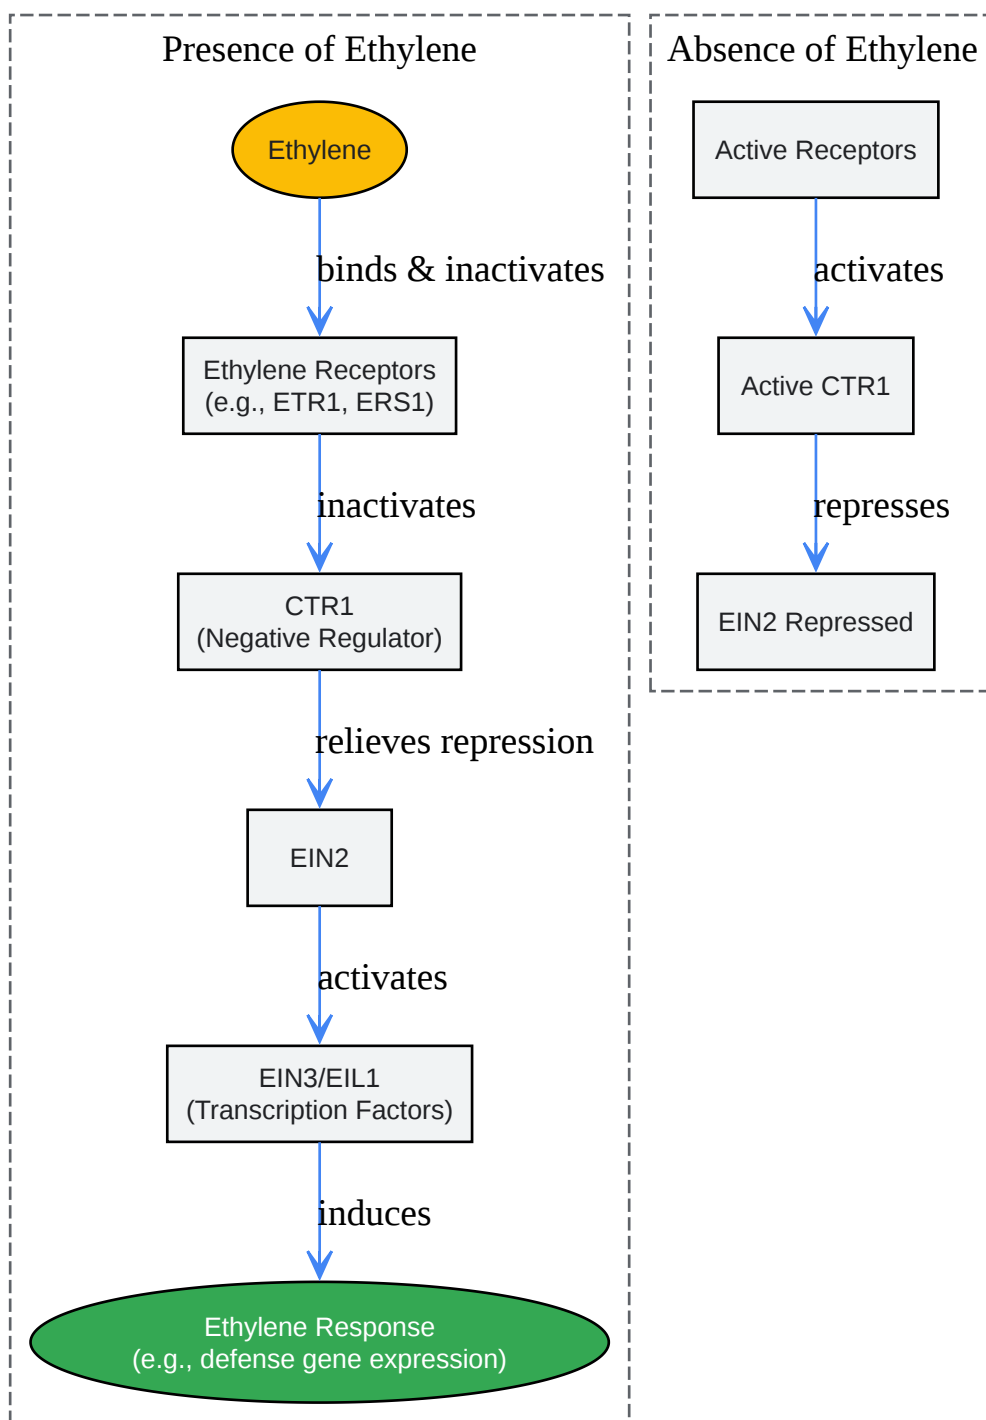 Presence of Ethylene
Ethylene
binds & inactivates
Ethylene Receptors
(e.g., ETR1, ERS1)
inactivates
CTR1
(Negative Regulator)
relieves repression
EIN2
activates
EIN3/EIL1
(Transcription Factors)
induces
Ethylene Response
(e.g., defense gene expression)
Absence of Ethylene
Active Receptors
activates
Active CTR1
represses
EIN2 Repressed